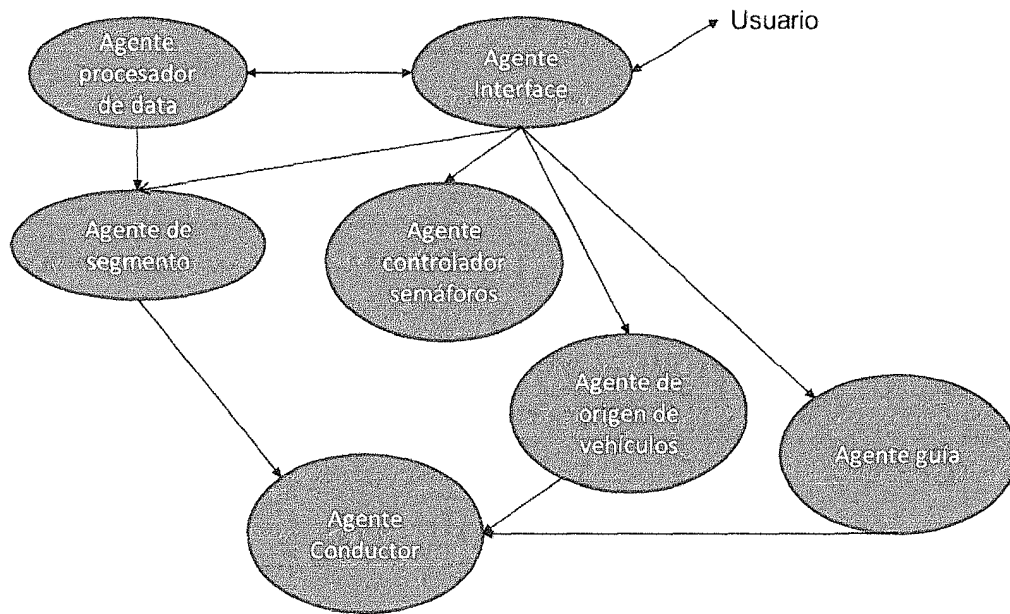 Usuario
Agente
procesador
de data
Agente
Interface
Agente de
segmento
Agente
controlador
semáforos
Agente de
origen de
vehículos
Agente guía
Agente
Conductor